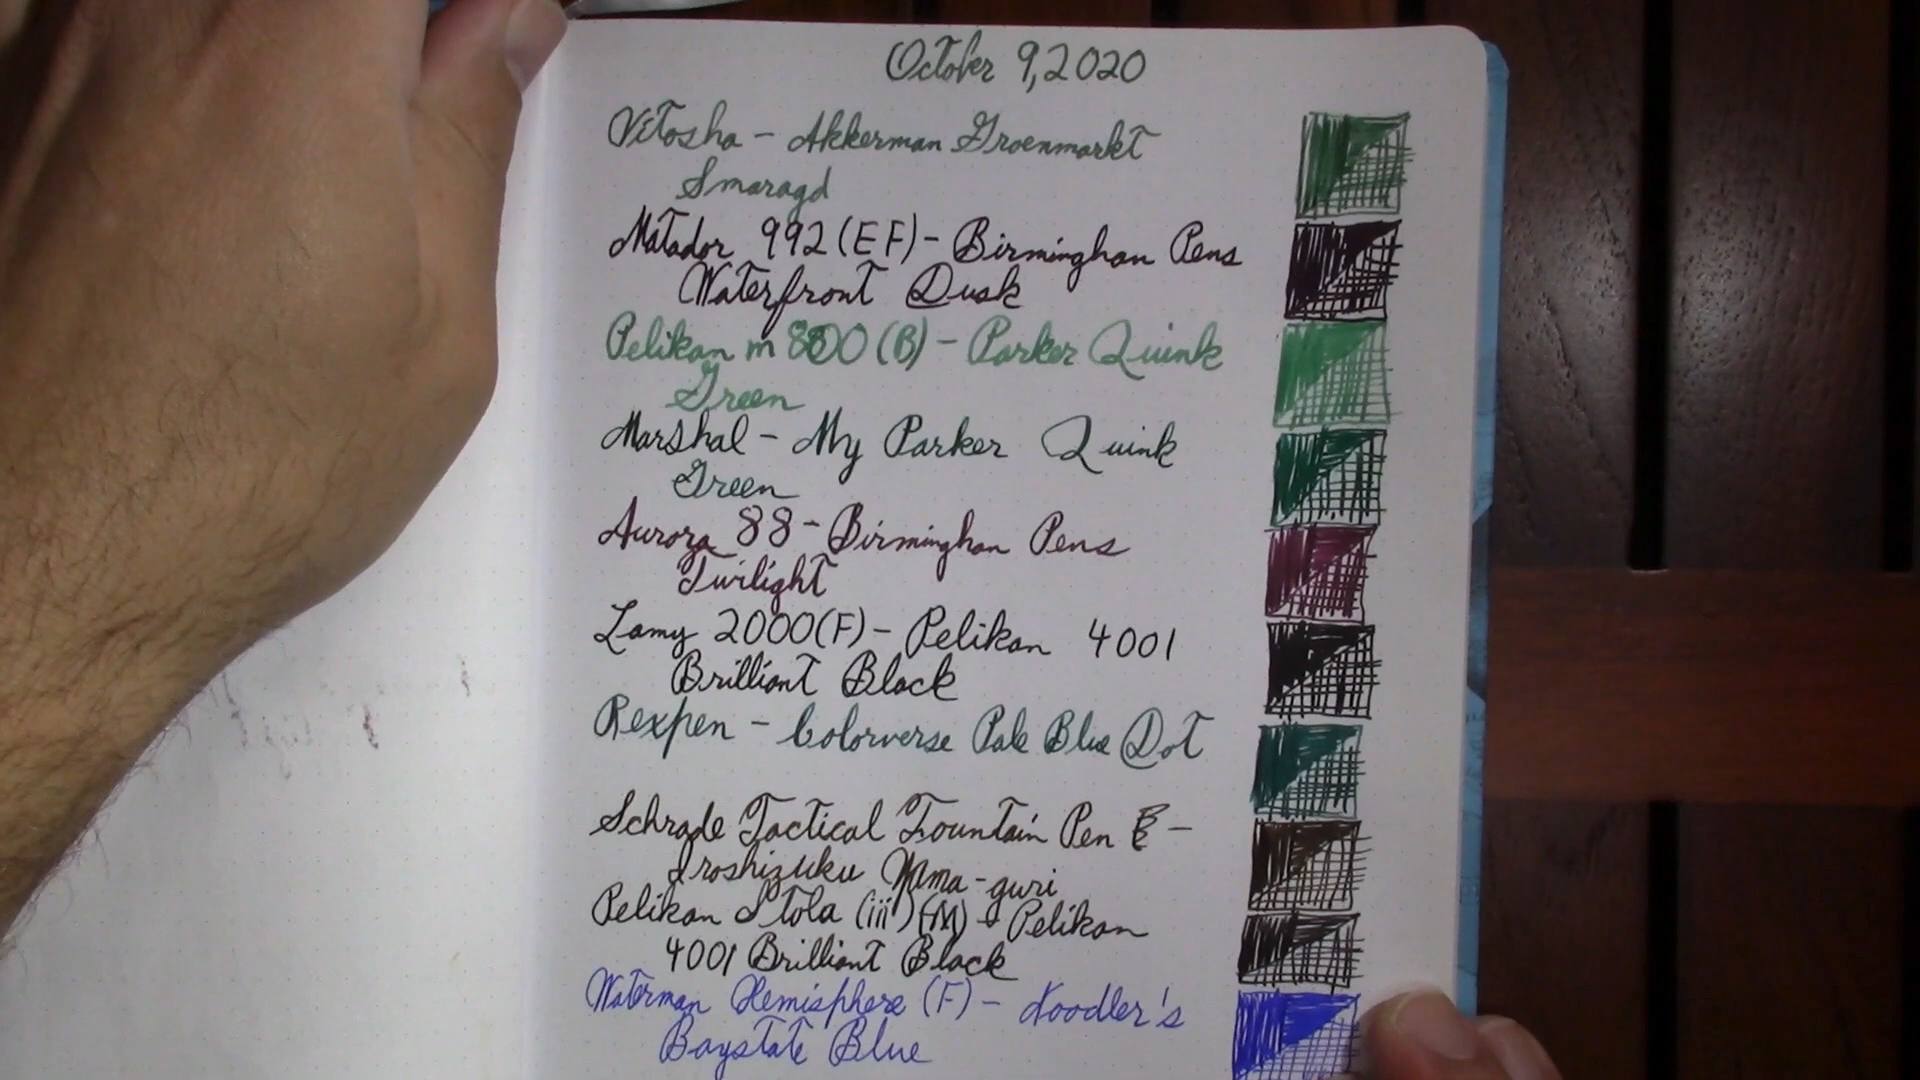 October 9, 2020
Vitosha - Akkerman Groenmarkt
Smaragd
Matador 992 (EF) - Birmingham Pens
Waterfront Dusk
Pelikan m800 (B) - Parker Quink
Green
Marshal - My Parker Quink
Green
Aurora 88 - Birmingham Pens
Twilight
Lamy 2000 (F) - Pelikan 4001
Brilliant Black
Rexpen - Colorverse Pale Blue Dot
Schrade Tactical Fountain Pen -
Iroshizuku Yama-guri
Pelikan Stola (iii) (M) - Pelikan
4001 Brilliant Black
Waterman Hemisphere (F) - Noodler's
Baystate Blue